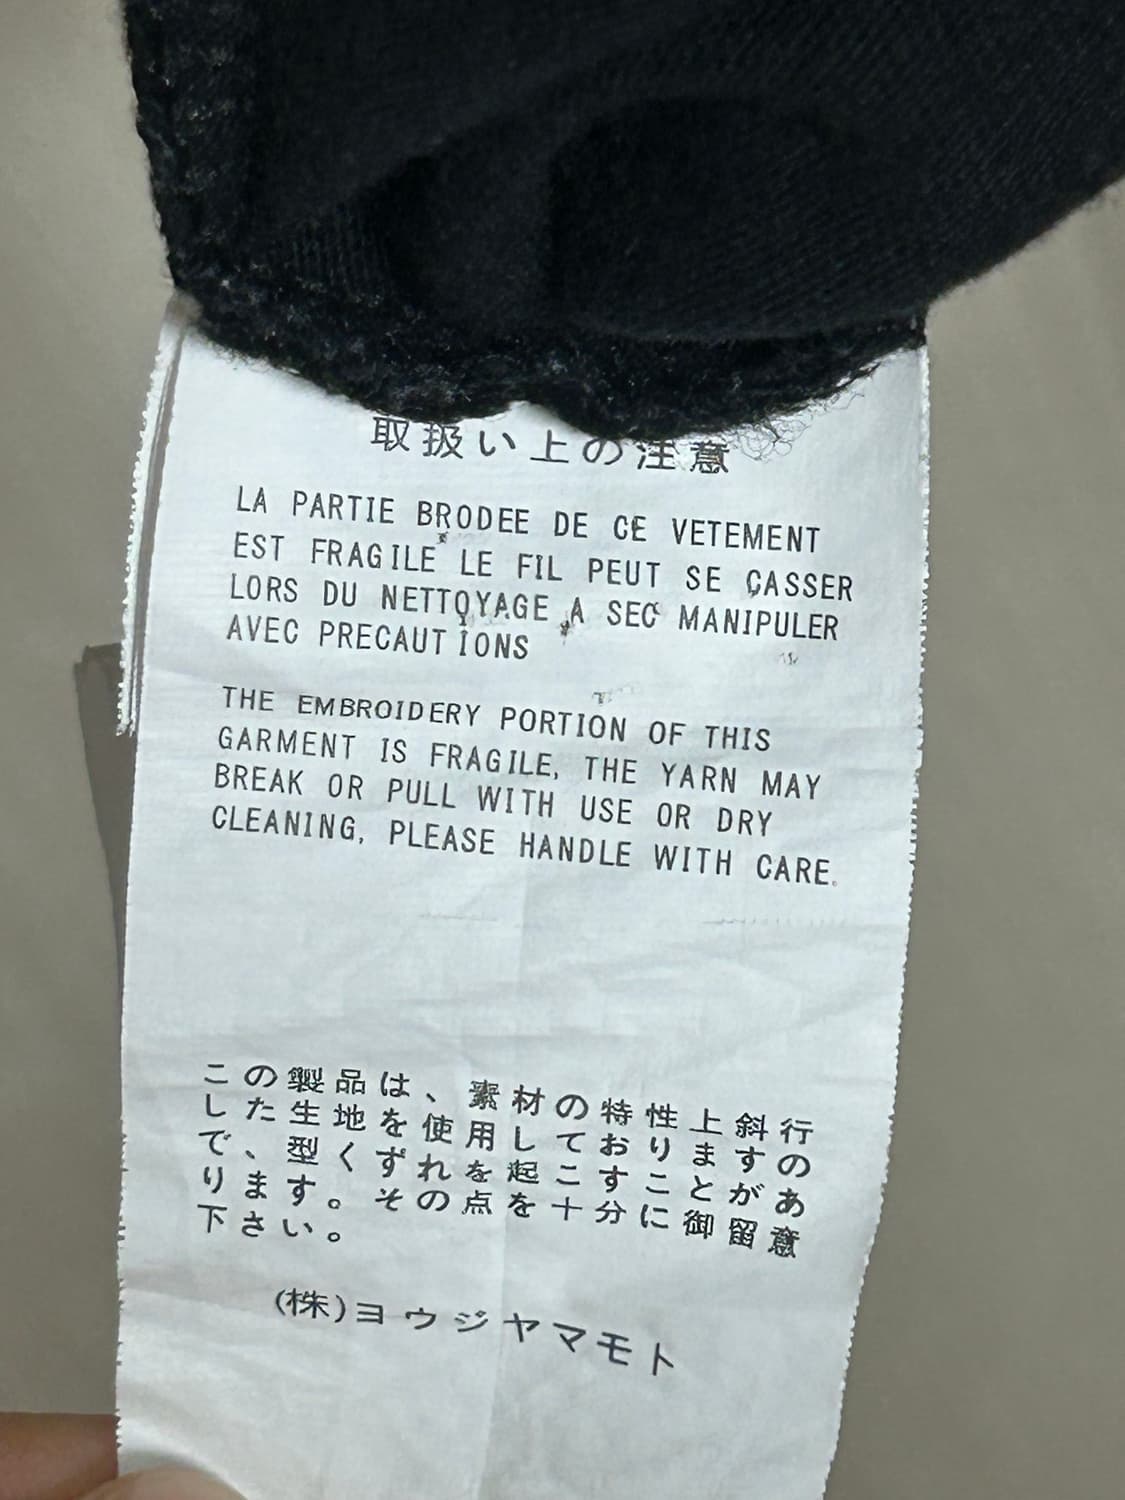 取扱い上の注意
LA PARTIE BRODEE DE CE VETEMENT
EST FRAGILE LE FIL PEUT SE CASSER
LORS DU NETTOYAGE A SEC MANIPULER
AVEC PRECAUTIONS
THE EMBROIDERY PORTION OF THIS
GARMENT IS FRAGILE, THE YARN MAY
BREAK OR PULL WITH USE OR DRY
CLEANING, PLEASE HANDLE WITH CARE.
この製品は、素材の特性上斜行
した生地を使用しておりますの
で、型くずれを起こすことがあ
ります。その点を十分に御留意
下さい。
(株)ヨウジヤマモト